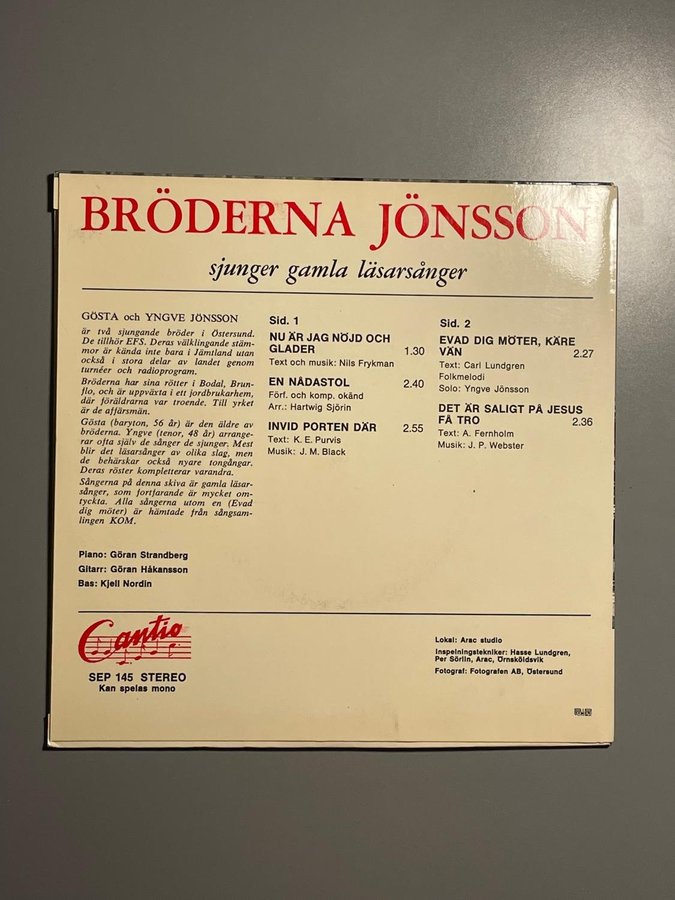 BRÖDERNA JÖNSSON
sjunger gamla läsarsånger
GÖSTA och YNGVE JÖNSSON
är två sjungande bröder i Östersund.
De tillhör EFS. Deras välklingande stäm-
mor är kända inte bara i Jämtland utan
också i stora delar av landet genom
turnéer och radioprogram.
Bröderna har sina rötter i Bodal, Brun-
flo, och är uppväxta i ett jordbrukarhem,
där föräldrarna var troende. Till yrket
är de affärsmän.
Gösta (baryton, 56 år) är den äldre av
bröderna. Yngve (tenor, 48 år) arrange-
rar ofta själv de sånger de sjunger. Mest
blir det läsarsånger av olika slag, men
de behärskar också nyare tongångar.
Deras röster kompletterar varandra.
Sångerna på denna skiva är gamla läsar-
sånger, som fortfarande är mycket om-
tyckta. Alla sångerna utom en (Evad
dig möter) är hämtade från sångsam-
lingen KOM.
Piano: Göran Strandberg
Gitarr: Göran Håkansson
Bas: Kjell Nordin
Sid. 1
NU ÄR JAG NÖJD OCH
GLADER 1.30
Text och musik: Nils Frykman
EN NÅDASTOL 2.40
Förf. och komp. okänd
Arr.: Hartwig Sjörin
INVID PORTEN DÄR 2.55
Text: K. E. Purvis
Musik: J. M. Black
Sid. 2
EVAD DIG MÖTER, KÄRE
VÄN 2.27
Text: Carl Lundgren
Folkmelodi
Solo: Yngve Jönsson
DET ÄR SALIGT PÅ JESUS
FÅ TRO 2.36
Text: A. Fernholm
Musik: J. P. Webster
Cantio
SEP 145 STEREO
Kan spelas mono
Lokal: Arac studio
Inspelningstekniker: Hasse Lundgren,
Per Sörlin, Arac, Örnsköldsvik
Fotograf: Fotografen AB, Östersund